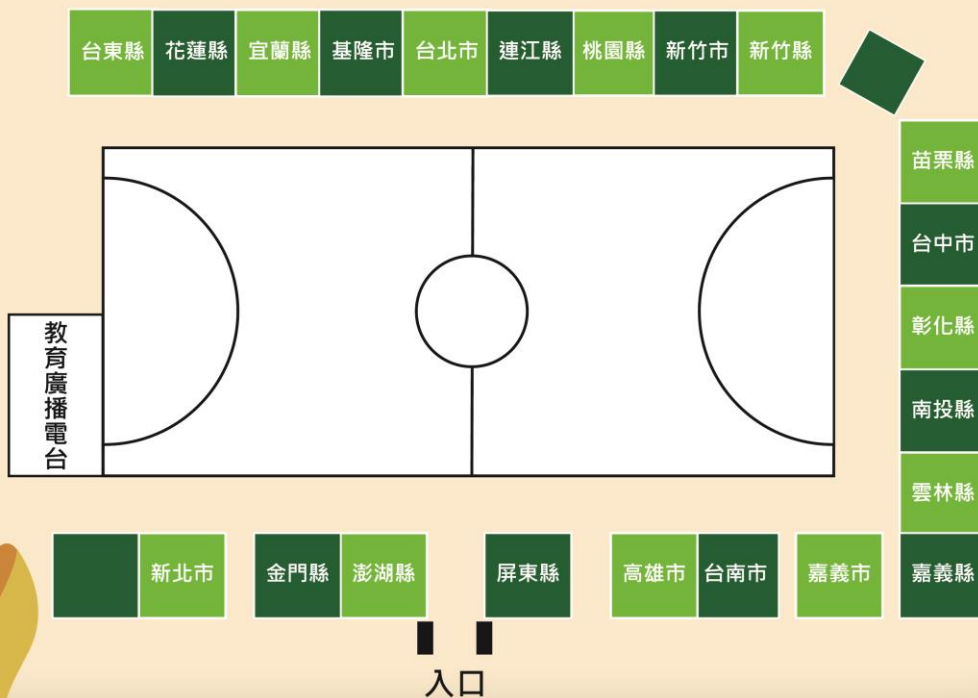 台東縣
花蓮縣
宜蘭縣
基隆市
台北市
連江縣
桃園縣
新竹市
新竹縣
苗栗縣
台中市
彰化縣
南投縣
雲林縣
嘉義縣
教育廣播電台
新北市
金門縣
澎湖縣
屏東縣
高雄市
台南市
嘉義市
入口